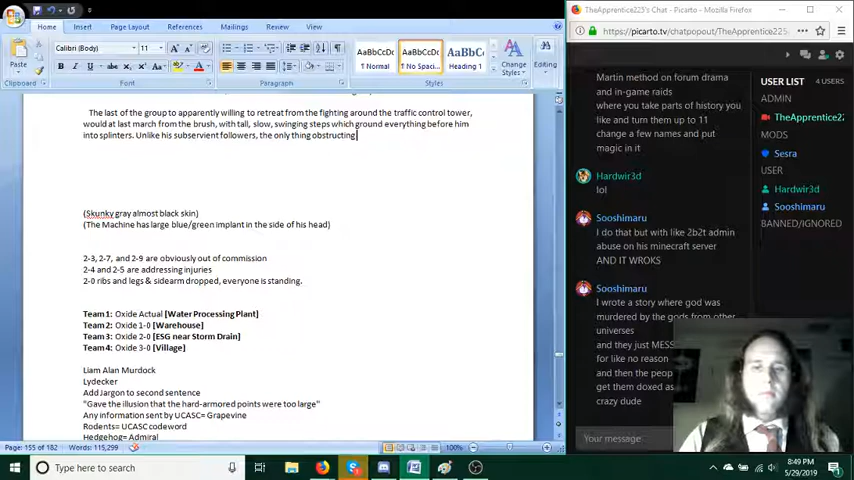 TheApprentice225's Chat - Picarto - Mozilla Firefox
https://picarto.tv/chatpopout/TheApprentice225
Home
Insert
Page Layout
References
Mailings
Review
View
Paste
Clipboard
Calibri (Body)
11
Font
Paragraph
AaBbCcDc
¶ Normal
AaBbCcDc
¶ No Spaci...
AaBbCc
Heading 1
Change
Styles
Styles
Editing
The last of the group to apparently willing to retreat from the fighting around the traffic control tower,
would at last march from the brush, with tall, slow, swinging steps which ground everything before him
into splinters. Unlike his subservient followers, the only thing obstructing
(Skunky gray almost black skin)
(The Machine has large blue/green implant in the side of his head)
2-3, 2-7, and 2-9 are obviously out of commission
2-4 and 2-5 are addressing injuries
2-0 ribs and legs & sidearm dropped, everyone is standing.
Team 1: Oxide Actual [Water Processing Plant]
Team 2: Oxide 1-0 [Warehouse]
Team 3: Oxide 2-0 [ESG near Storm Drain]
Team 4: Oxide 3-0 [Village]
Liam Alan Murdock
Lydecker
Add Jargon to second sentence
"Gave the illusion that the hard-armored points were too large"
Any information sent by UCASC= Grapevine
Rodents= UCASC codeword
Hedgehog= Admiral
Page: 155 of 182
Words: 115,299
100%
Martin method on forum drama
and in-game raids
where you take parts of history you
like and turn them up to 11
change a few names and put
magic in it
Hardwir3d
lol
Sooshimaru
I do that but with like 2b2t admin
abuse on his minecraft server
AND IT WROKS
Sooshimaru
I wrote a story where god was
murdered by the gods from other
universes
and they just MESS
for like no reason
and then the peop
get them doxed as
crazy dude
Your message
USER LIST
4 USERS
ADMIN
TheApprentice
MODS
Sesra
USER
Hardwir3d
Sooshimaru
BANNED/IGNORED
Type here to search
8:49 PM
5/29/2019